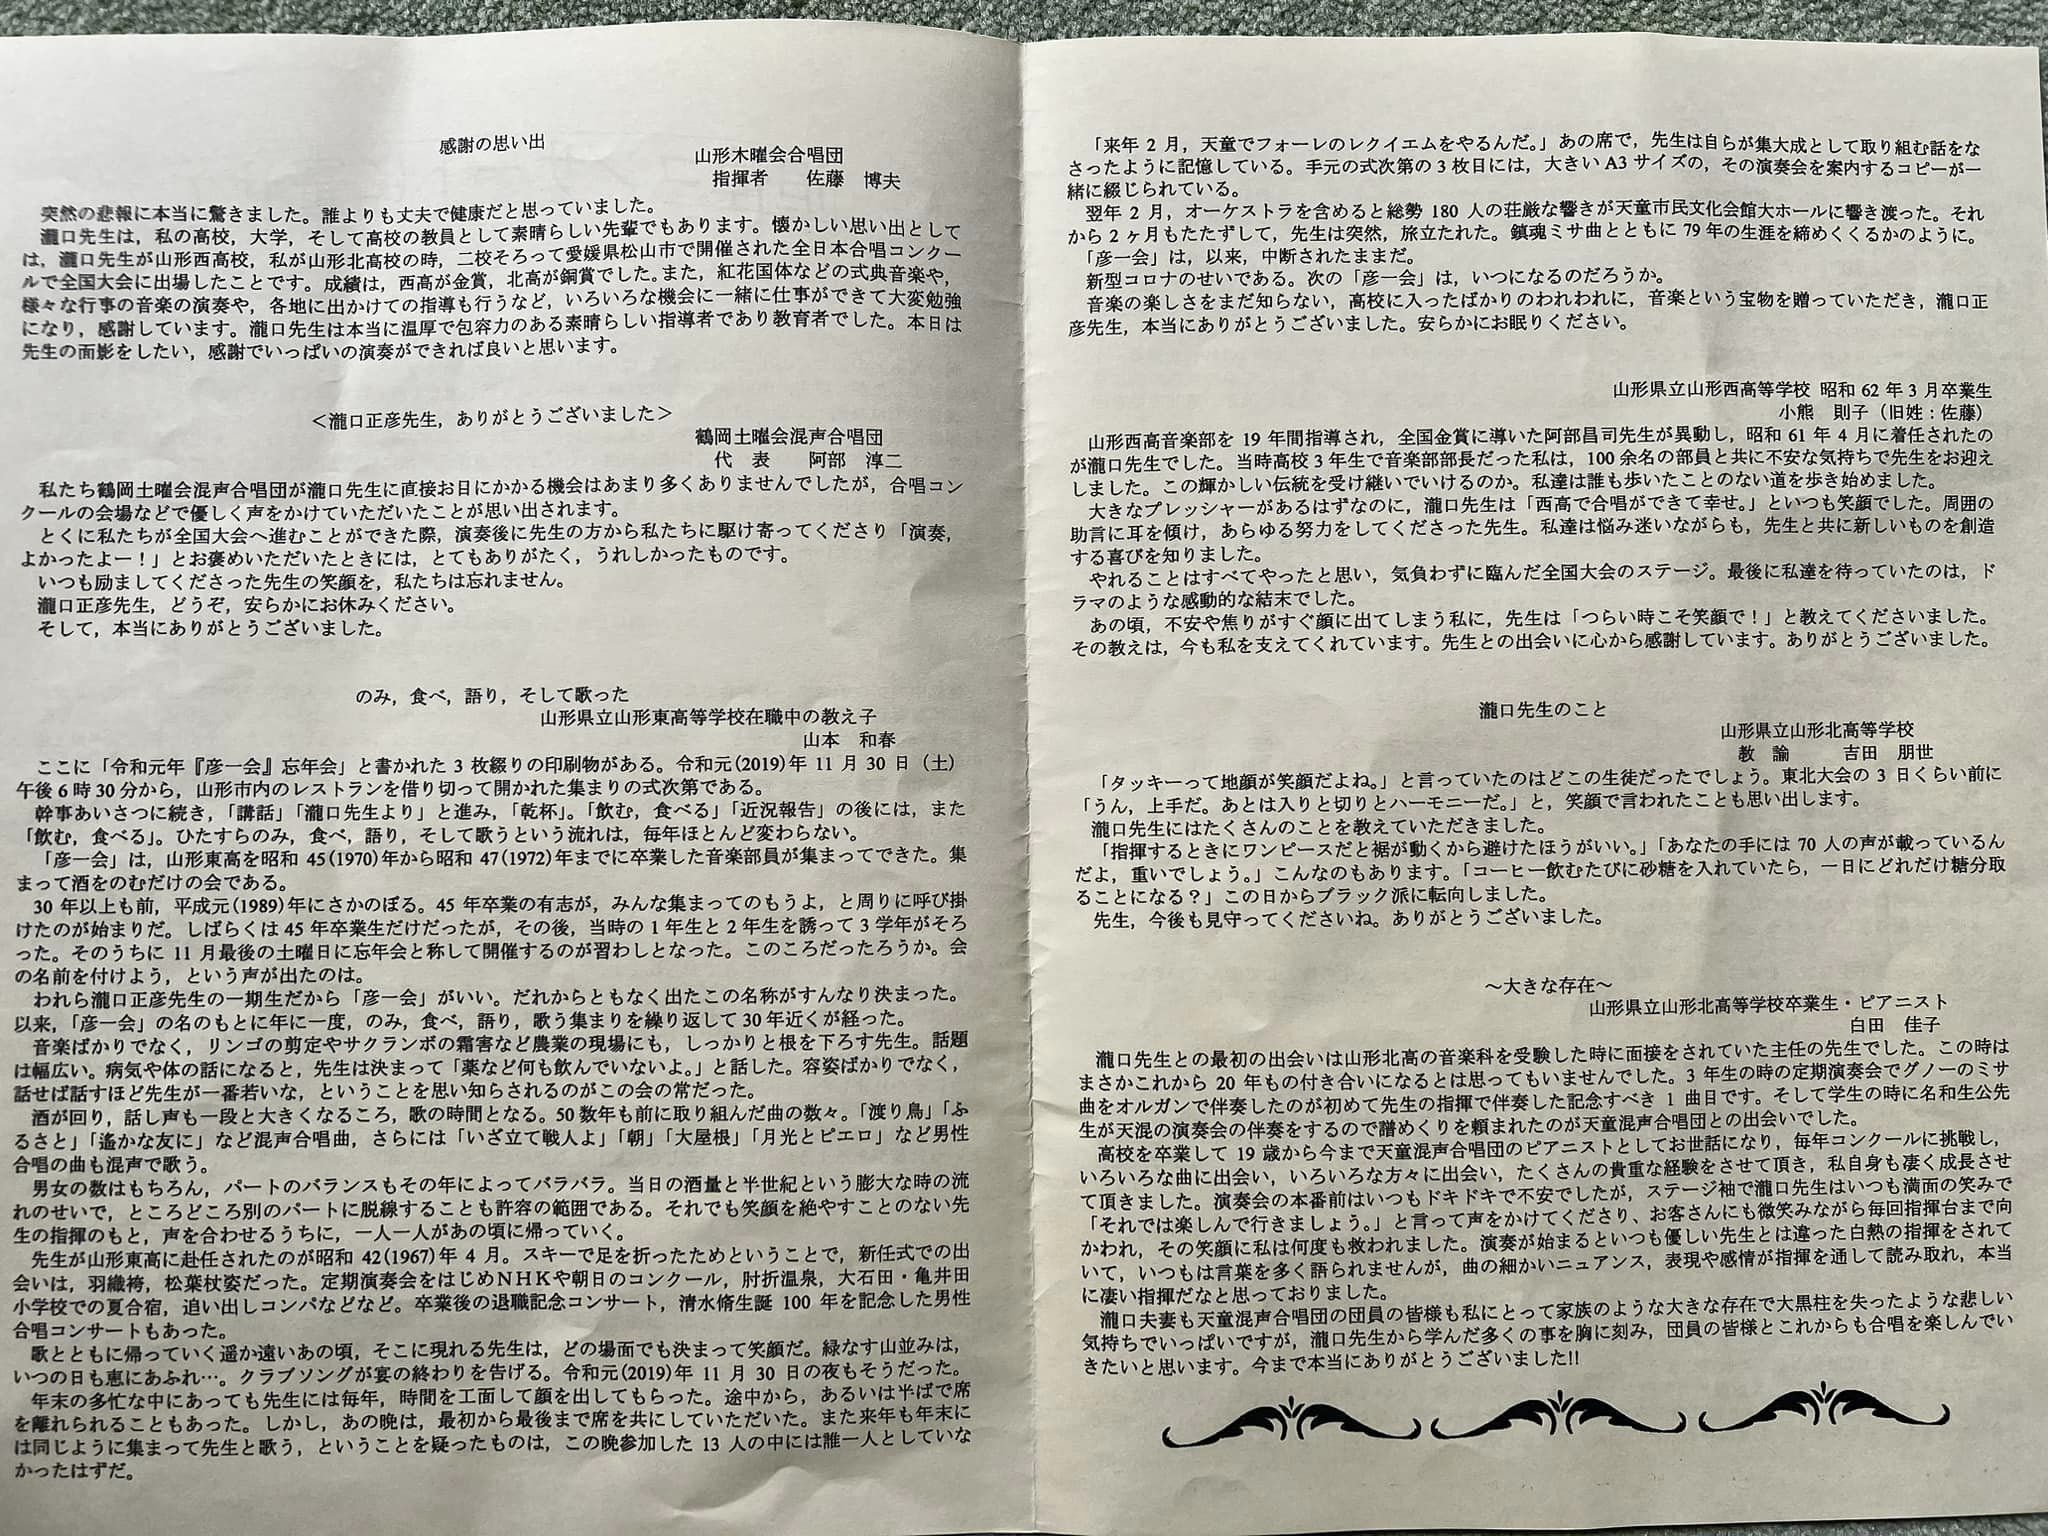 感謝の思い出
山形木曜会合唱団
指揮者　佐藤　博夫
突然の悲報に本当に驚きました。誰よりも丈夫で健康だと思っていました。
瀧口先生は，私の高校，大学，そして高校の教員として素晴らしい先輩でもあります。懐かしい思い出として
は，瀧口先生が山形西高校，私が山形北高校の時，二校そろって愛媛県松山市で開催された全日本合唱コンクー
ルで全国大会に出場したことです。成績は，西高が金賞，北高が銅賞でした。また，紅花国体などの式典音楽や，
様々な行事の音楽の演奏や，各地に出かけての指導も行うなど，いろいろな機会に一緒に仕事ができて大変勉強
になり，感謝しています。瀧口先生は本当に温厚で包容力のある素晴らしい指導者であり教育者でした。本日は
先生の面影をしたい，感謝でいっぱいの演奏ができれば良いと思います。
＜瀧口正彦先生，ありがとうございました＞
鶴岡土曜会混声合唱団
代　表　阿部　淳二
私たち鶴岡土曜会混声合唱団が瀧口先生に直接お目にかかる機会はあまり多くありませんでしたが，合唱コン
クールの会場などで優しく声をかけていただいたことが思い出されます。
とくに私たちが全国大会へ進むことができた際，演奏後に先生の方から私たちに駆け寄ってくださり「演奏，
よかったよー！」とお褒めいただいたときには，とてもありがたく，うれしかったものです。
いつも励ましてくださった先生の笑顔を，私たちは忘れません。
瀧口正彦先生，どうぞ，安らかにお休みください。
そして，本当にありがとうございました。
のみ，食べ，語り，そして歌った
山形県立山形東高等学校在職中の教え子
山本　和春
ここに「令和元年『彦一会』忘年会」と書かれた 3 枚綴りの印刷物がある。令和元(2019)年 11 月 30 日（土）
午後 6 時 30 分から，山形市内のレストランを借り切って開かれた集まりの式次第である。
幹事あいさつに続き，「講話」「瀧口先生より」と進み，「乾杯」。「飲む，食べる」「近況報告」の後には，また
「飲む，食べる」。ひたすらのみ，食べ，語り，そして歌うという流れは，毎年ほとんど変わらない。
「彦一会」は，山形東高を昭和 45(1970)年から昭和 47(1972)年までに卒業した音楽部員が集まってできた。集
まって酒をのむだけの会である。
30 年以上も前，平成元(1989)年にさかのぼる。45 年卒業の有志が，みんな集まってのもうよ，と周りに呼び掛
けたのが始まりだ。しばらくは 45 年卒業生だけだったが，その後，当時の 1 年生と 2 年生を誘って 3 学年がそろ
った。そのうちに 11 月最後の土曜日に忘年会と称して開催するのが習わしとなった。このころだったろうか。会
の名前を付けよう，という声が出たのは。
われら瀧口正彦先生の一期生だから「彦一会」がいい。だれからともなく出たこの名称がすんなり決まった。
以来，「彦一会」の名のもとに年に一度，のみ，食べ，語り，歌う集まりを繰り返して 30 年近くが経った。
音楽ばかりでなく，リンゴの剪定やサクランボの霜害など農業の現場にも，しっかりと根を下ろす先生。話題
は幅広い。病気や体の話になると，先生は決まって「薬など何も飲んでいないよ。」と話した。容姿ばかりでなく，
話せば話すほど先生が一番若いな，ということを思い知らされるのがこの会の常だった。
酒が回り，話し声も一段と大きくなるころ，歌の時間となる。50 数年も前に取り組んだ曲の数々。「渡り鳥」「ふ
るさと」「遙かな友に」など混声合唱曲，さらには「いざ立て戦人よ」「朝」「大屋根」「月光とピエロ」など男性
合唱の曲も混声で歌う。
男女の数はもちろん，パートのバランスもその年によってバラバラ。当日の酒量と半世紀という膨大な時の流
れのせいで，ところどころ別のパートに脱線することも許容の範囲である。それでも笑顔を絶やすことのない先
生の指揮のもと，声を合わせるうちに，一人一人があの頃に帰っていく。
先生が山形東高に赴任されたのが昭和 42(1967)年 4 月。スキーで足を折ったためということで，新任式での出
会いは，羽織袴，松葉杖姿だった。定期演奏会をはじめＮＨＫや朝日のコンクール，肘折温泉，大石田・亀井田
小学校での夏合宿，追い出しコンパなどなど。卒業後の退職記念コンサート，清水脩生誕 100 年を記念した男性
合唱コンサートもあった。
歌とともに帰っていく遥か遠いあの頃，そこに現れる先生は，どの場面でも決まって笑顔だ。緑なす山並みは，
いつの日も恵にあふれ…。クラブソングが宴の終わりを告げる。令和元(2019)年 11 月 30 日の夜もそうだった。
年末の多忙な中にあっても先生には毎年，時間を工面して顔を出してもらった。途中から，あるいは半ばで席
を離れられることもあった。しかし，あの晩は，最初から最後まで席を共にしていただいた。また来年も年末に
は同じように集まって先生と歌う，ということを疑ったものは，この晩参加した 13 人の中には誰一人としていな
かったはずだ。
「来年 2 月，天童でフォーレのレクイエムをやるんだ。」あの席で，先生は自らが集大成として取り組む話をな
さったように記憶している。手元の式次第の 3 枚目には，大きい A3 サイズの，その演奏会を案内するコピーが一
緒に綴じられている。
翌年 2 月，オーケストラを含めると総勢 180 人の荘厳な響きが天童市民文化会館大ホールに響き渡った。それ
から 2 ヶ月もたたずして，先生は突然，旅立たれた。鎮魂ミサ曲とともに 79 年の生涯を締めくくるかのように。
「彦一会」は，以来，中断されたままだ。
新型コロナのせいである。次の「彦一会」は，いつになるのだろうか。
音楽の楽しさをまだ知らない，高校に入ったばかりのわれわれに，音楽という宝物を贈っていただき，瀧口正
彦先生，本当にありがとうございました。安らかにお眠りください。
山形県立山形西高等学校 昭和 62 年 3 月卒業生
小熊　則子（旧姓：佐藤）
山形西高音楽部を 19 年間指導され，全国金賞に導いた阿部昌司先生が異動し，昭和 61 年 4 月に着任されたの
が瀧口先生でした。当時高校 3 年生で音楽部部長だった私は，100 余名の部員と共に不安な気持ちで先生をお迎え
しました。この輝かしい伝統を受け継いでいけるのか。私達は誰も歩いたことのない道を歩き始めました。
大きなプレッシャーがあるはずなのに，瀧口先生は「西高で合唱ができて幸せ。」といつも笑顔でした。周囲の
助言に耳を傾け，あらゆる努力をしてくださった先生。私達は悩み迷いながらも，先生と共に新しいものを創造
する喜びを知りました。
やれることはすべてやったと思い，気負わずに臨んだ全国大会のステージ。最後に私達を待っていたのは，ド
ラマのような感動的な結末でした。
あの頃，不安や焦りがすぐ顔に出てしまう私に，先生は「つらい時こそ笑顔で！」と教えてくださいました。
その教えは，今も私を支えてくれています。先生との出会いに心から感謝しています。ありがとうございました。
瀧口先生のこと
山形県立山形北高等学校
教　諭　吉田　朋世
「タッキーって地顔が笑顔だよね。」と言っていたのはどこの生徒だったでしょう。東北大会の 3 日くらい前に
「うん，上手だ。あとは入りと切りとハーモニーだ。」と，笑顔で言われたことも思い出します。
瀧口先生にはたくさんのことを教えていただきました。
「指揮するときにワンピースだと裾が動くから避けたほうがいい。」「あなたの手には 70 人の声が載っているん
だよ，重いでしょう。」こんなのもあります。「コーヒー飲むたびに砂糖を入れていたら，一日にどれだけ糖分取
ることになる？」この日からブラック派に転向しました。
先生，今後も見守ってくださいね。ありがとうございました。
～大きな存在～
山形県立山形北高等学校卒業生・ピアニスト
白田　佳子
瀧口先生との最初の出会いは山形北高の音楽科を受験した時に面接をされていた主任の先生でした。この時は
まさかこれから 20 年もの付き合いになるとは思ってもいませんでした。3 年生の時の定期演奏会でグノーのミサ
曲をオルガンで伴奏したのが初めて先生の指揮で伴奏した記念すべき 1 曲目です。そして学生の時に名和生公先
生が天混の演奏会の伴奏をするので譜めくりを頼まれたのが天童混声合唱団との出会いでした。
高校を卒業して 19 歳から今まで天童混声合唱団のピアニストとしてお世話になり，毎年コンクールに挑戦し，
いろいろな曲に出会い，いろいろな方々に出会い，たくさんの貴重な経験をさせて頂き，私自身も凄く成長させ
て頂きました。演奏会の本番前はいつもドキドキで不安でしたが，ステージ袖で瀧口先生はいつも満面の笑みで
「それでは楽しんで行きましょう。」と言って声をかけてくださり、お客さんにも微笑みながら毎回指揮台まで向
かわれ，その笑顔に私は何度も救われました。演奏が始まるといつも優しい先生とは違った白熱の指揮をされて
いて，いつもは言葉を多く語られませんが，曲の細かいニュアンス，表現や感情が指揮を通して読み取れ，本当
に凄い指揮だなと思っておりました。
瀧口夫妻も天童混声合唱団の団員の皆様も私にとって家族のような大きな存在で大黒柱を失ったような悲しい
気持ちでいっぱいですが，瀧口先生から学んだ多くの事を胸に刻み，団員の皆様とこれからも合唱を楽しんでい
きたいと思います。今まで本当にありがとうございました!!